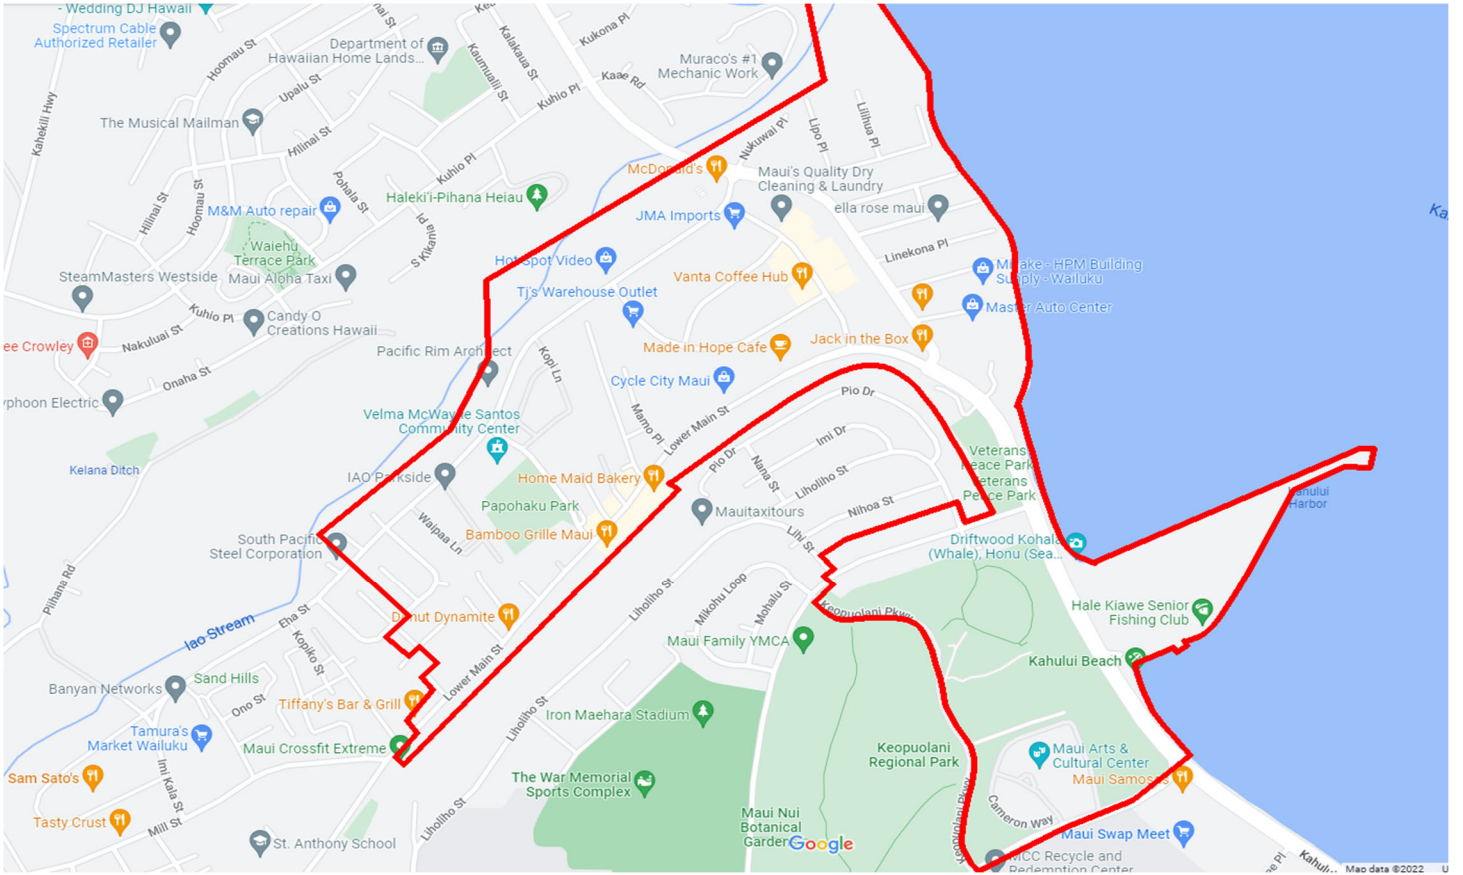 - Wedding DJ Hawaii
Spectrum Cable
Authorized Retailer
Hoomau St
Department of
Hawaiian Home Lands...
Kalakaua St
Kukona Pl
Kaumualii St
Kaae Rd
Muraco's #1
Mechanic Work
Kahekili Hwy
Upalu St
Kuhio Pl
The Musical Mailman
Hilinai St
Kuhio Pl
Nukuwai Pl
Lipo Pl
Lilihua Pl
McDonald's
Maui's Quality Dry
Cleaning & Laundry
Pohala St
Haleki'i-Pihana Heiau
Hilinai St
Hoomau St
M&M Auto repair
JMA Imports
ella rose maui
S Kikania Pl
Waiehu
Terrace Park
Linekona Pl
Hot Spot Video
SteamMasters Westside
Maui Aloha Taxi
Vanta Coffee Hub
- HPM Building
Supply - Wailuku
Tj's Warehouse Outlet
Master Auto Center
Kuhio Pl
Candy O
Creations Hawaii
Nakuluai St
ee Crowley
Pacific Rim Architect
Kopi Ln
Made in Hope Cafe
Jack in the Box
Onaha St
Cycle City Maui
Pio Dr
yphoon Electric
Velma McWayne Santos
Community Center
Mamo Pl
Lower Main St
Imi Dr
Pio Dr
Nana St
Veterans
Peace Park
Veterans
Peace Park
Kelana Ditch
IAO Parkside
Home Maid Bakery
Liholiho St
Kahului
Harbor
Papohaku Park
Mauitaxitours
Nihoa St
Waipaa Ln
Bamboo Grille Maui
Lihi St
South Pacific
Steel Corporation
Driftwood Kohala
(Whale), Honu (Sea...
Piihana Rd
Liholiho St
Mikohu Loop
Mohalu St
Keopuolani Pkwy
Hale Kiawe Senior
Fishing Club
Iao Stream
Eha St
Donut Dynamite
Maui Family YMCA
Kopiko St
Lower Main St
Kahului Beach
Sand Hills
Banyan Networks
Ono St
Tiffany's Bar & Grill
Liholiho St
Iron Maehara Stadium
Tamura's
Market Wailuku
Maui Crossfit Extreme
Keopuolani
Regional Park
Maui Arts &
Cultural Center
Imi Kala St
Sam Sato's
The War Memorial
Sports Complex
Maui Samosas
Keopuolani Pkwy
Cameron Way
Tasty Crust
Mill St
Liholiho St
Maui Nui
Botanical
Gardens
Google
Maui Swap Meet
St. Anthony School
MCC Recycle and
Redemption Center
Map data ©2022